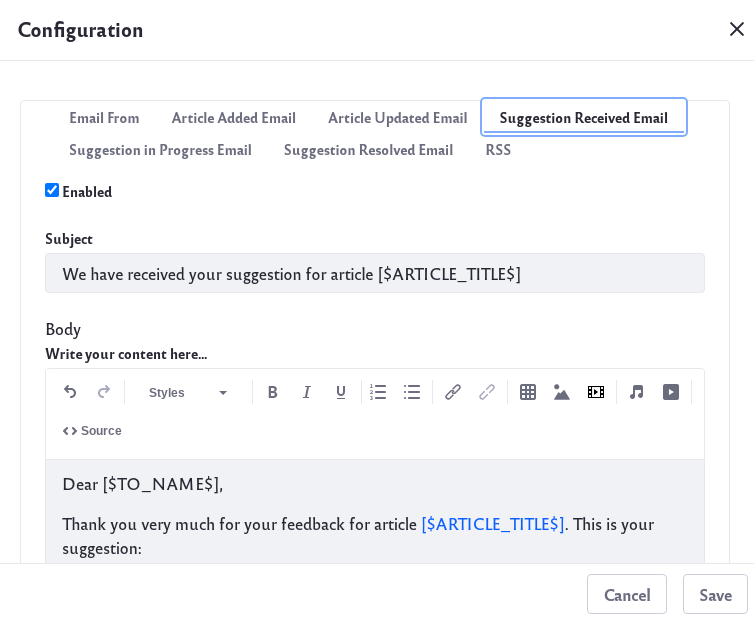 Configuration
Email From Article Added Email Article Updated Email Suggestion Received Email
Suggestion in Progress Email Suggestion Resolved Email RSS
Enabled
Subject
We have received your suggestion for article [$ARTICLE_TITLE$]
Body
Write your content here...
Styles B I U
Source
Dear [$TO_NAME$],
Thank you very much for your feedback for article [$ARTICLE_TITLE$]. This is your
suggestion:
Cancel Save